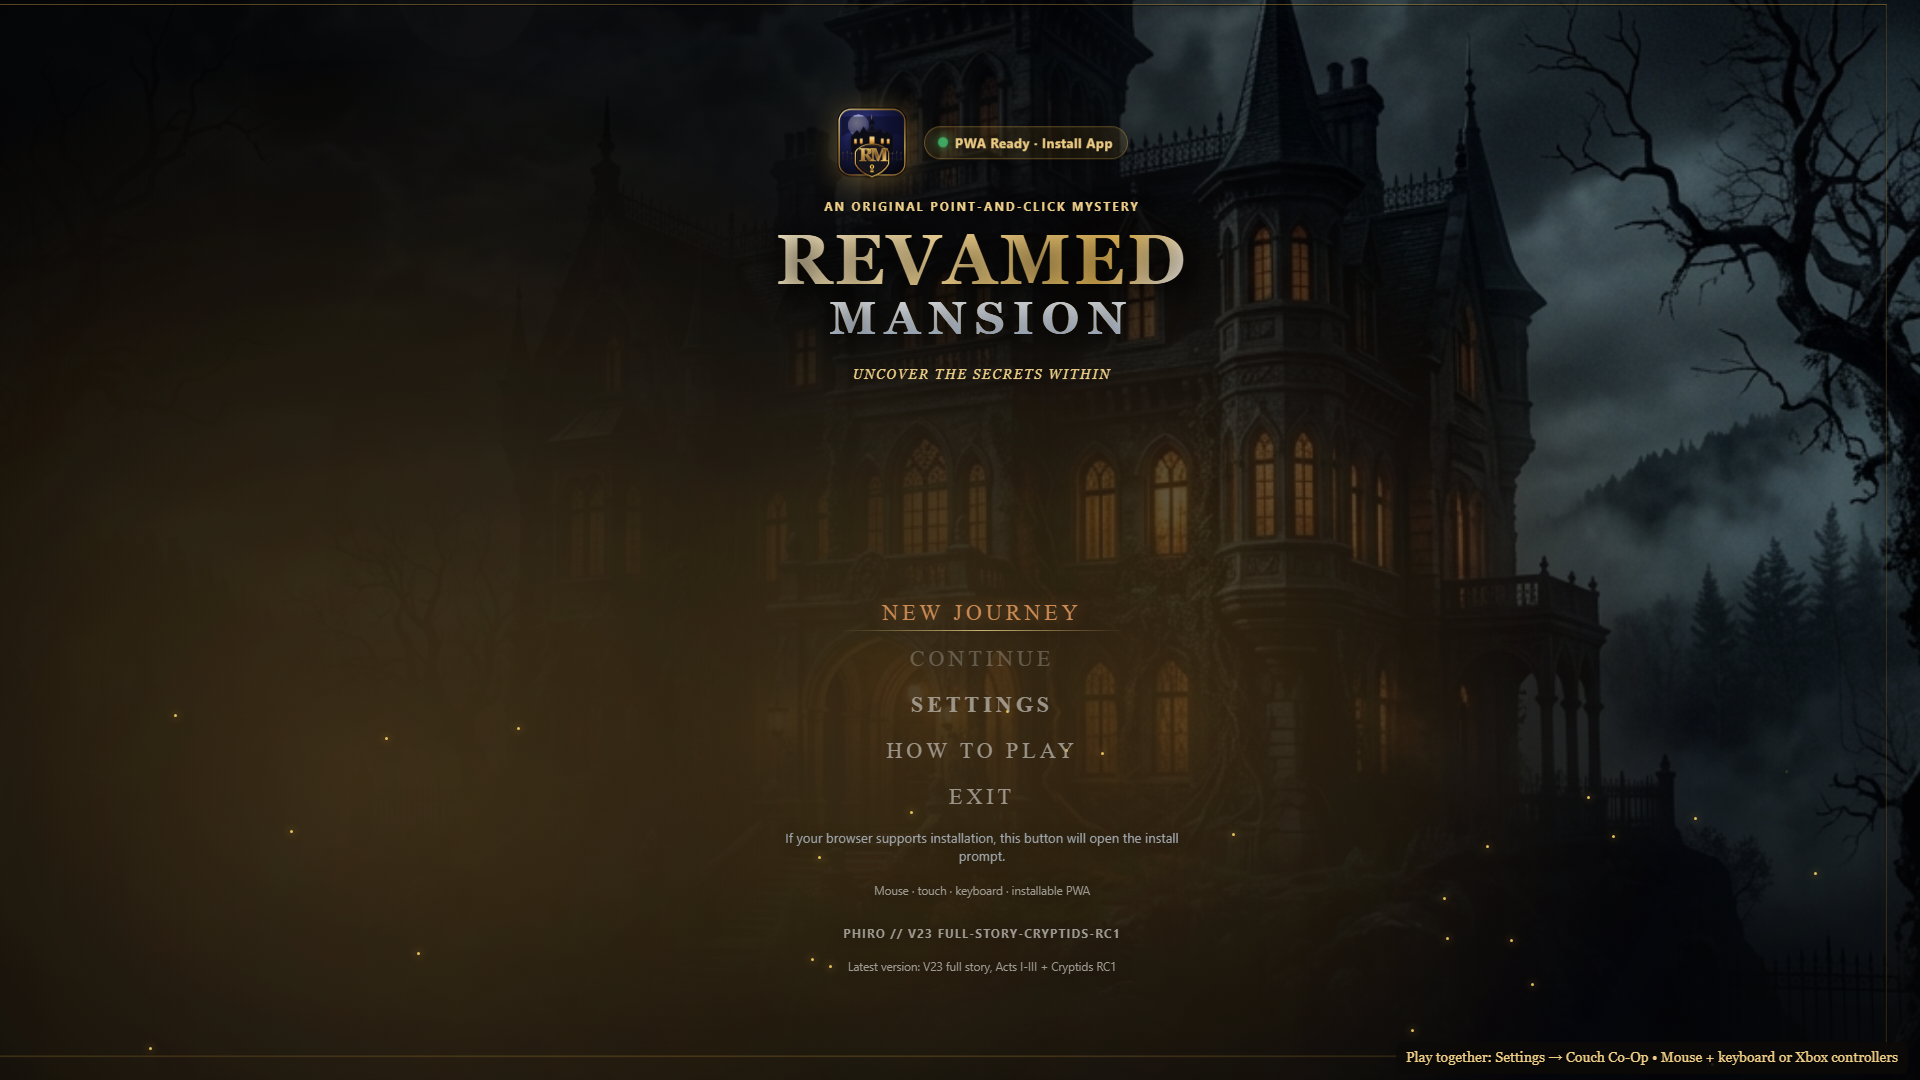 RM
PWA Ready · Install App
AN ORIGINAL POINT-AND-CLICK MYSTERY
REVAMED
MANSION
UNCOVER THE SECRETS WITHIN
NEW JOURNEY
CONTINUE
SETTINGS
HOW TO PLAY
EXIT
If your browser supports installation, this button will open the install
prompt.
Mouse · touch · keyboard · installable PWA
PHIRO // V23 FULL-STORY-CRYPTIDS-RC1
Latest version: V23 full story, Acts I-III + Cryptids RC1
Play together: Settings → Couch Co-Op • Mouse + keyboard or Xbox controllers